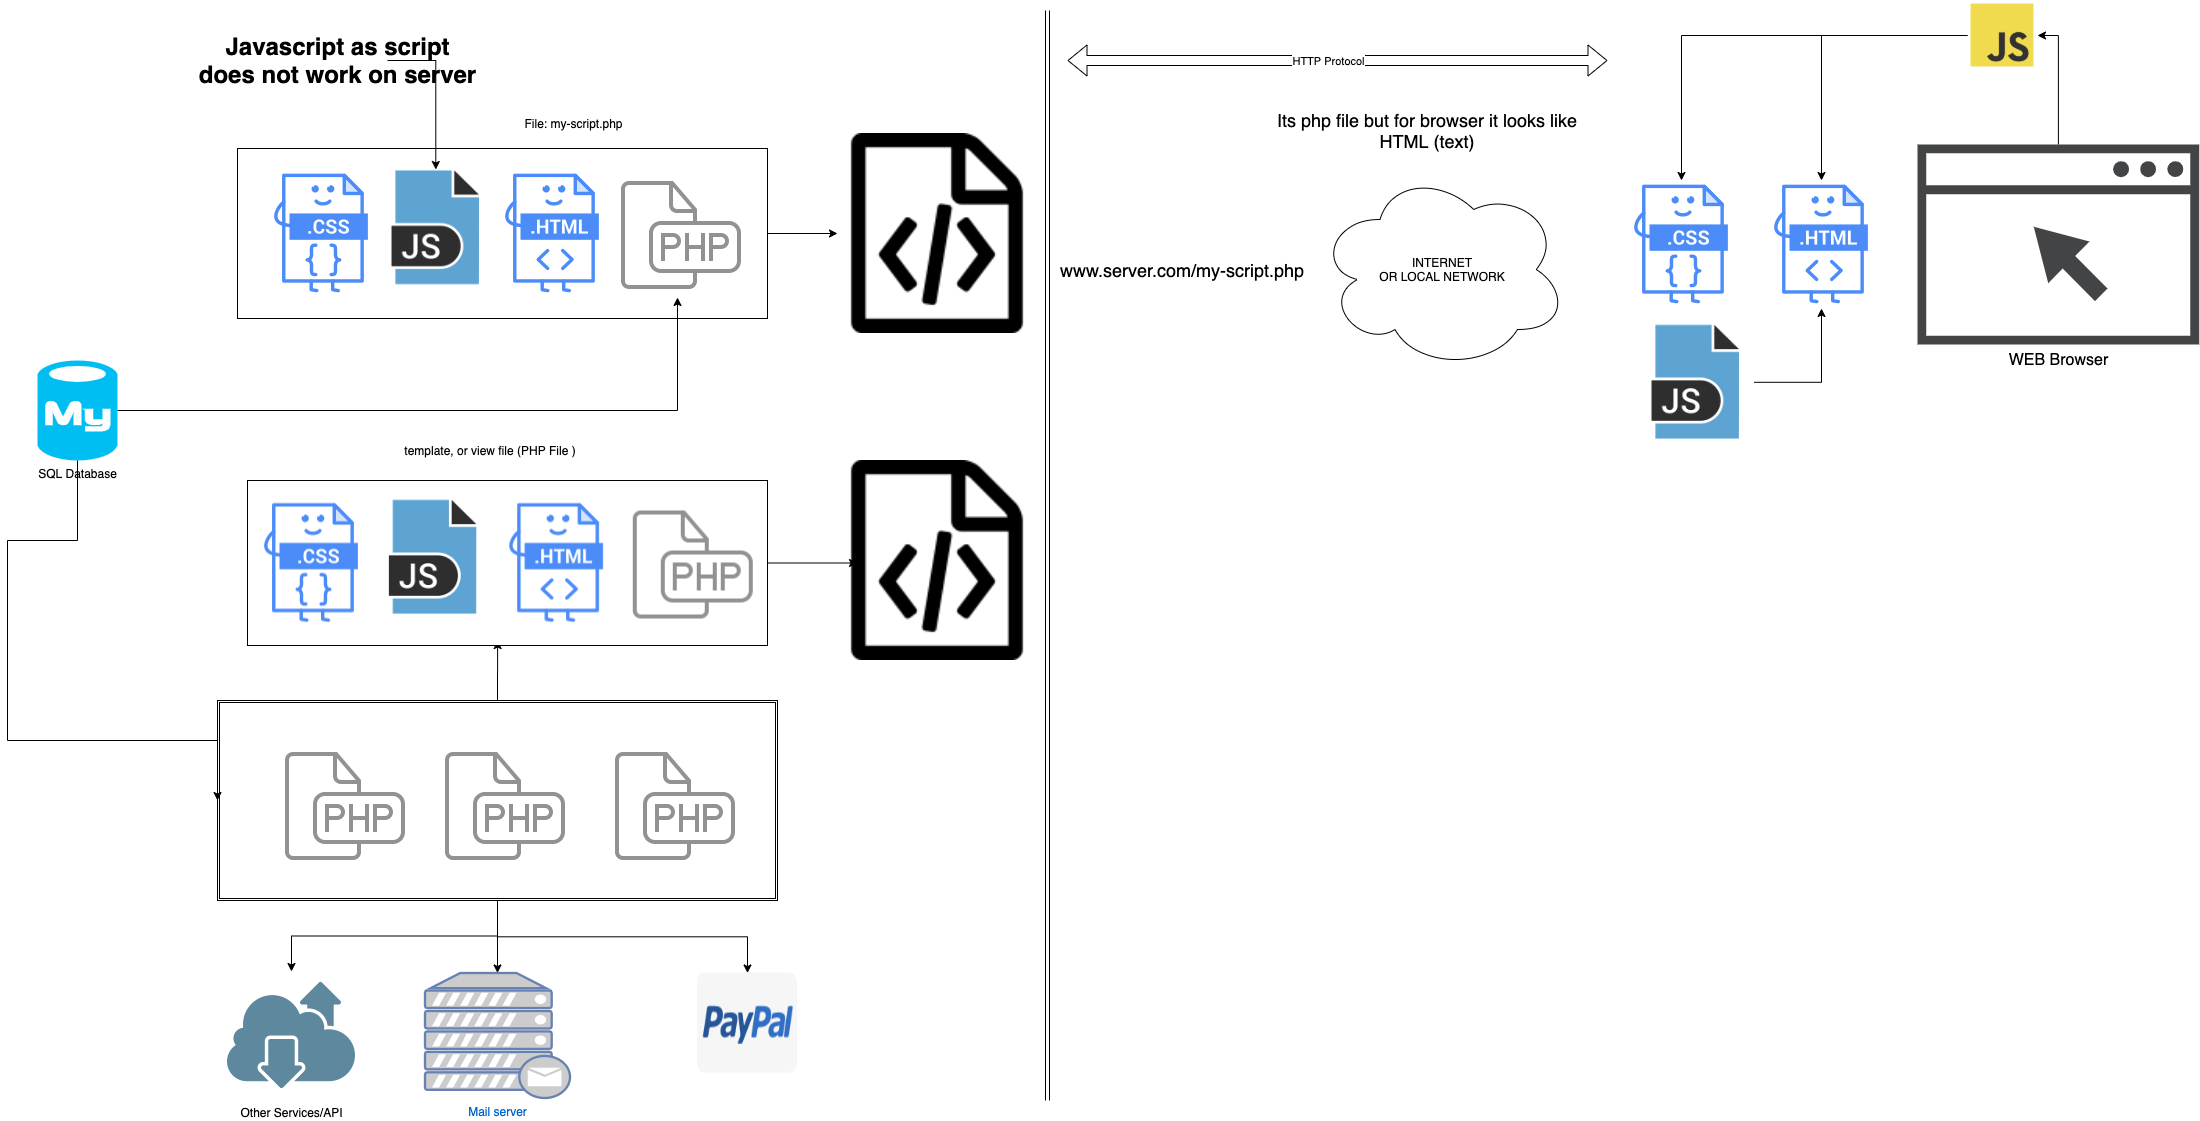 Javascript as script
does not work on server
File: my-script.php
.CSS
JS
.HTML
PHP
My
SQL Database
template, or view file (PHP File )
.CSS
JS
.HTML
PHP
PHP
PHP
PHP
Other Services/API
Mail server
PayPal
HTTP Protocol
Its php file but for browser it looks like
HTML (text)
www.server.com/my-script.php
INTERNET
OR LOCAL NETWORK
JS
.CSS
.HTML
JS
WEB Browser